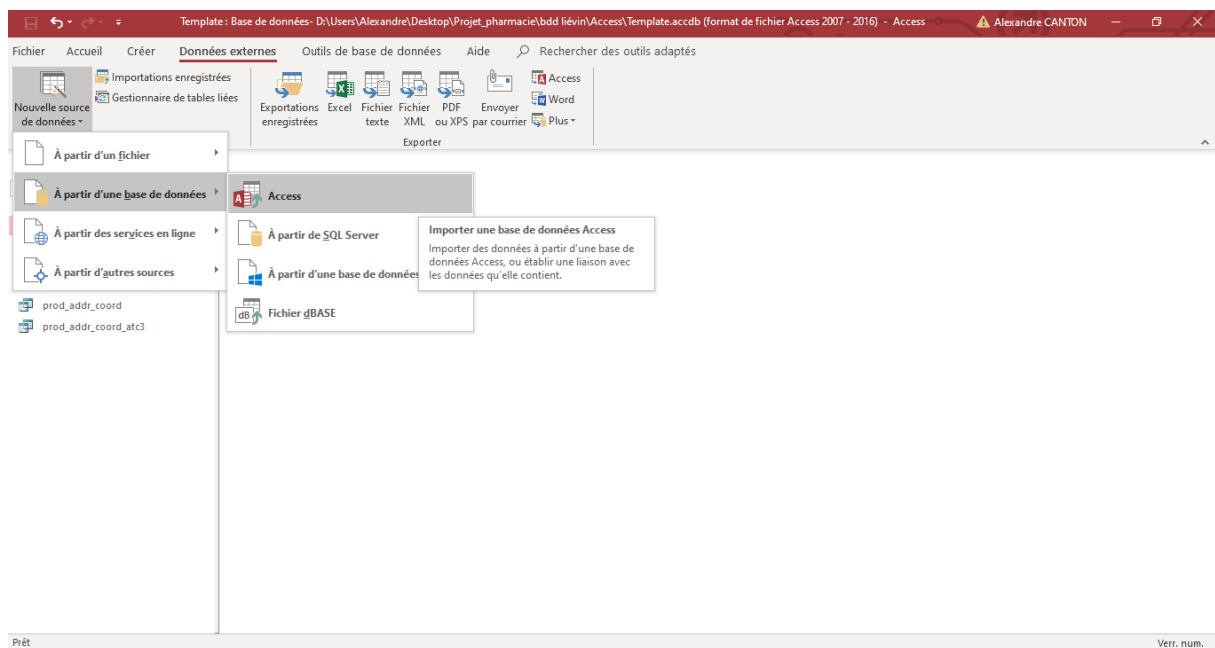 Template : Base de données- D:\Users\Alexandre\Desktop\Projet_pharmacie\bdd liévin\Access\Template.accdb (format de fichier Access 2007 - 2016) - Access
Alexandre CANTON
Fichier Accueil Créer Données externes Outils de base de données Aide Rechercher des outils adaptés
Nouvelle source
de données
Importations enregistrées
Gestionnaire de tables liées
Exportations
enregistrées
Excel
Fichier
texte
Fichier
XML
PDF
ou XPS
Envoyer
par courrier
Access
Word
Plus
Exporter
À partir d'un fichier
À partir d'une base de données
À partir des services en ligne
À partir d'autres sources
Access
À partir de SQL Server
À partir d'une base de données
Fichier dBASE
Importer une base de données Access
Importer des données à partir d'une base de
données Access, ou établir une liaison avec
les données qu'elle contient.
prod_addr_coord
prod_addr_coord_atc3
Prêt
Verr. num.